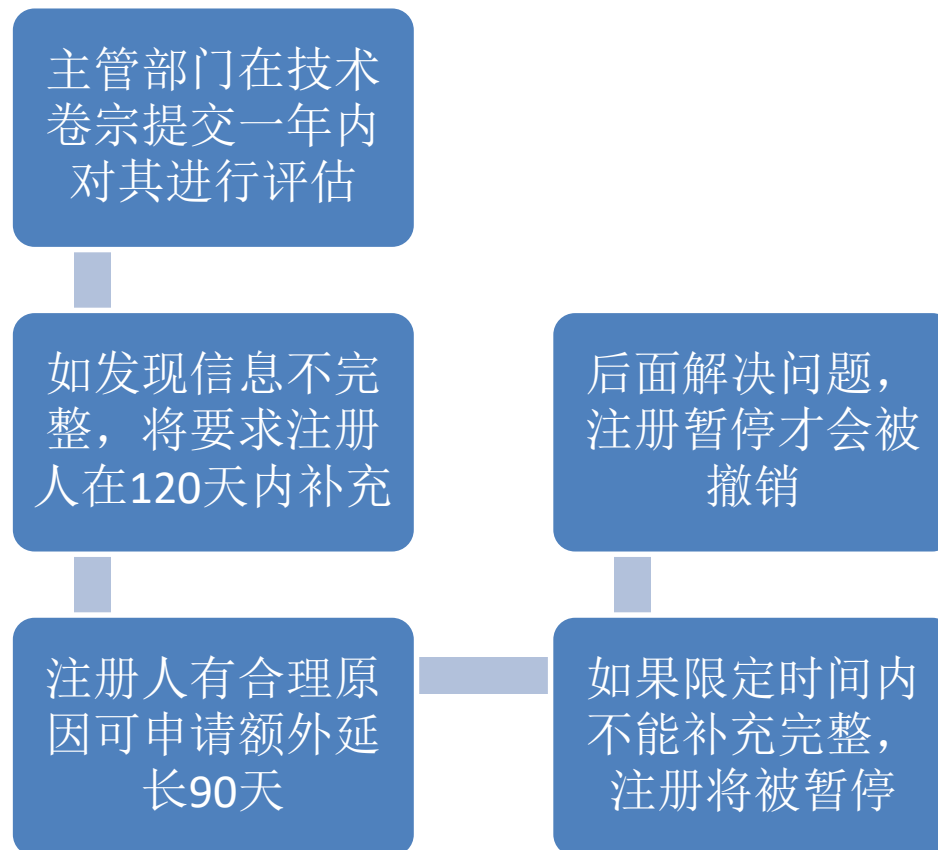 主管部门在技术
卷宗提交一年内
对其进行评估
如发现信息不完
整，将要求注册
人在120天内补充
注册人有合理原
因可申请额外延
长90天
如果限定时间内
不能补充完整，
注册将被暂停
后面解决问题，
注册暂停才会被
撤销